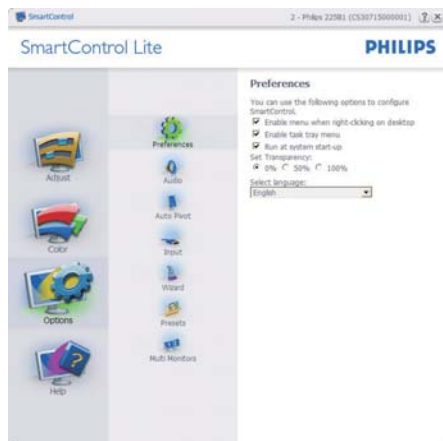 SmartControl
2 - Philips 225B1 (CS30715000001)
SmartControl Lite
PHILIPS
Adjust
Color
Options
Help
Preferences
Audio
Auto Pivot
Input
Wizard
Presets
Multi Monitors
Preferences
You can use the following options to configure
SmartControl.
Enable menu when right-clicking on desktop
Enable task tray menu
Run at system start-up
Set Transparency:
0% 50% 100%
Select language:
English